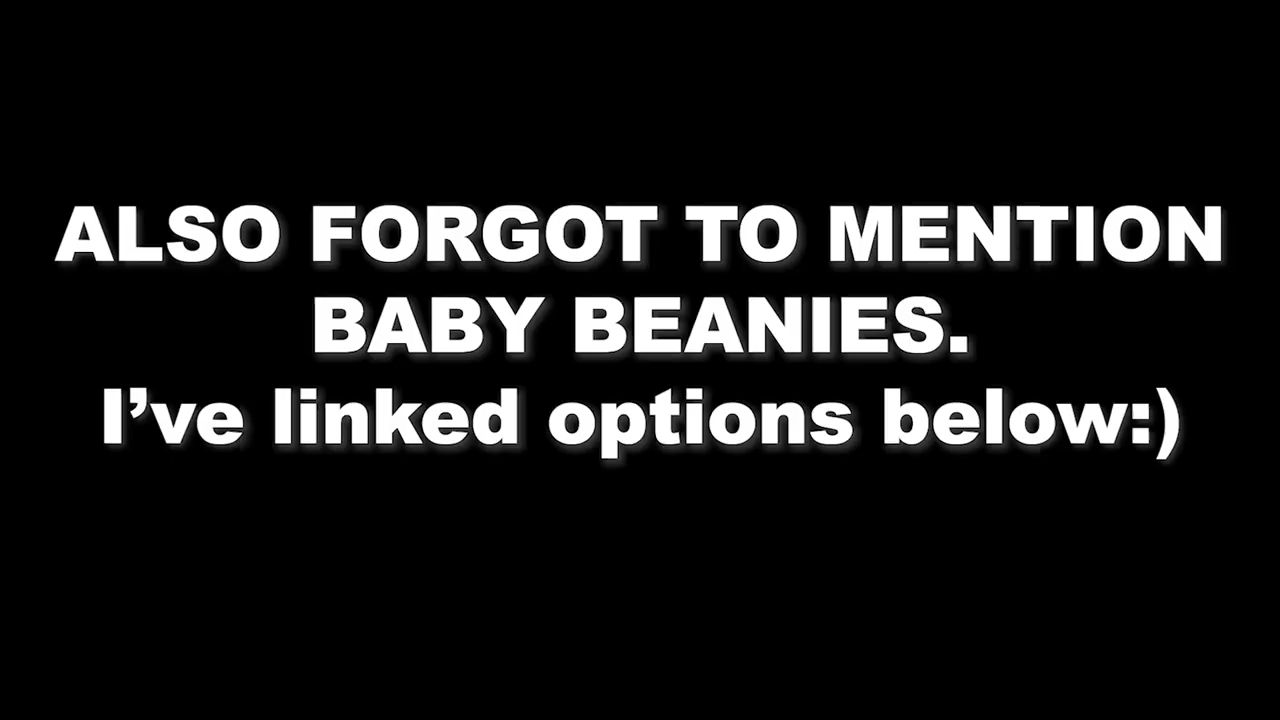 ALSO FORGOT TO MENTION
BABY BEANIES.
I’ve linked options below:)